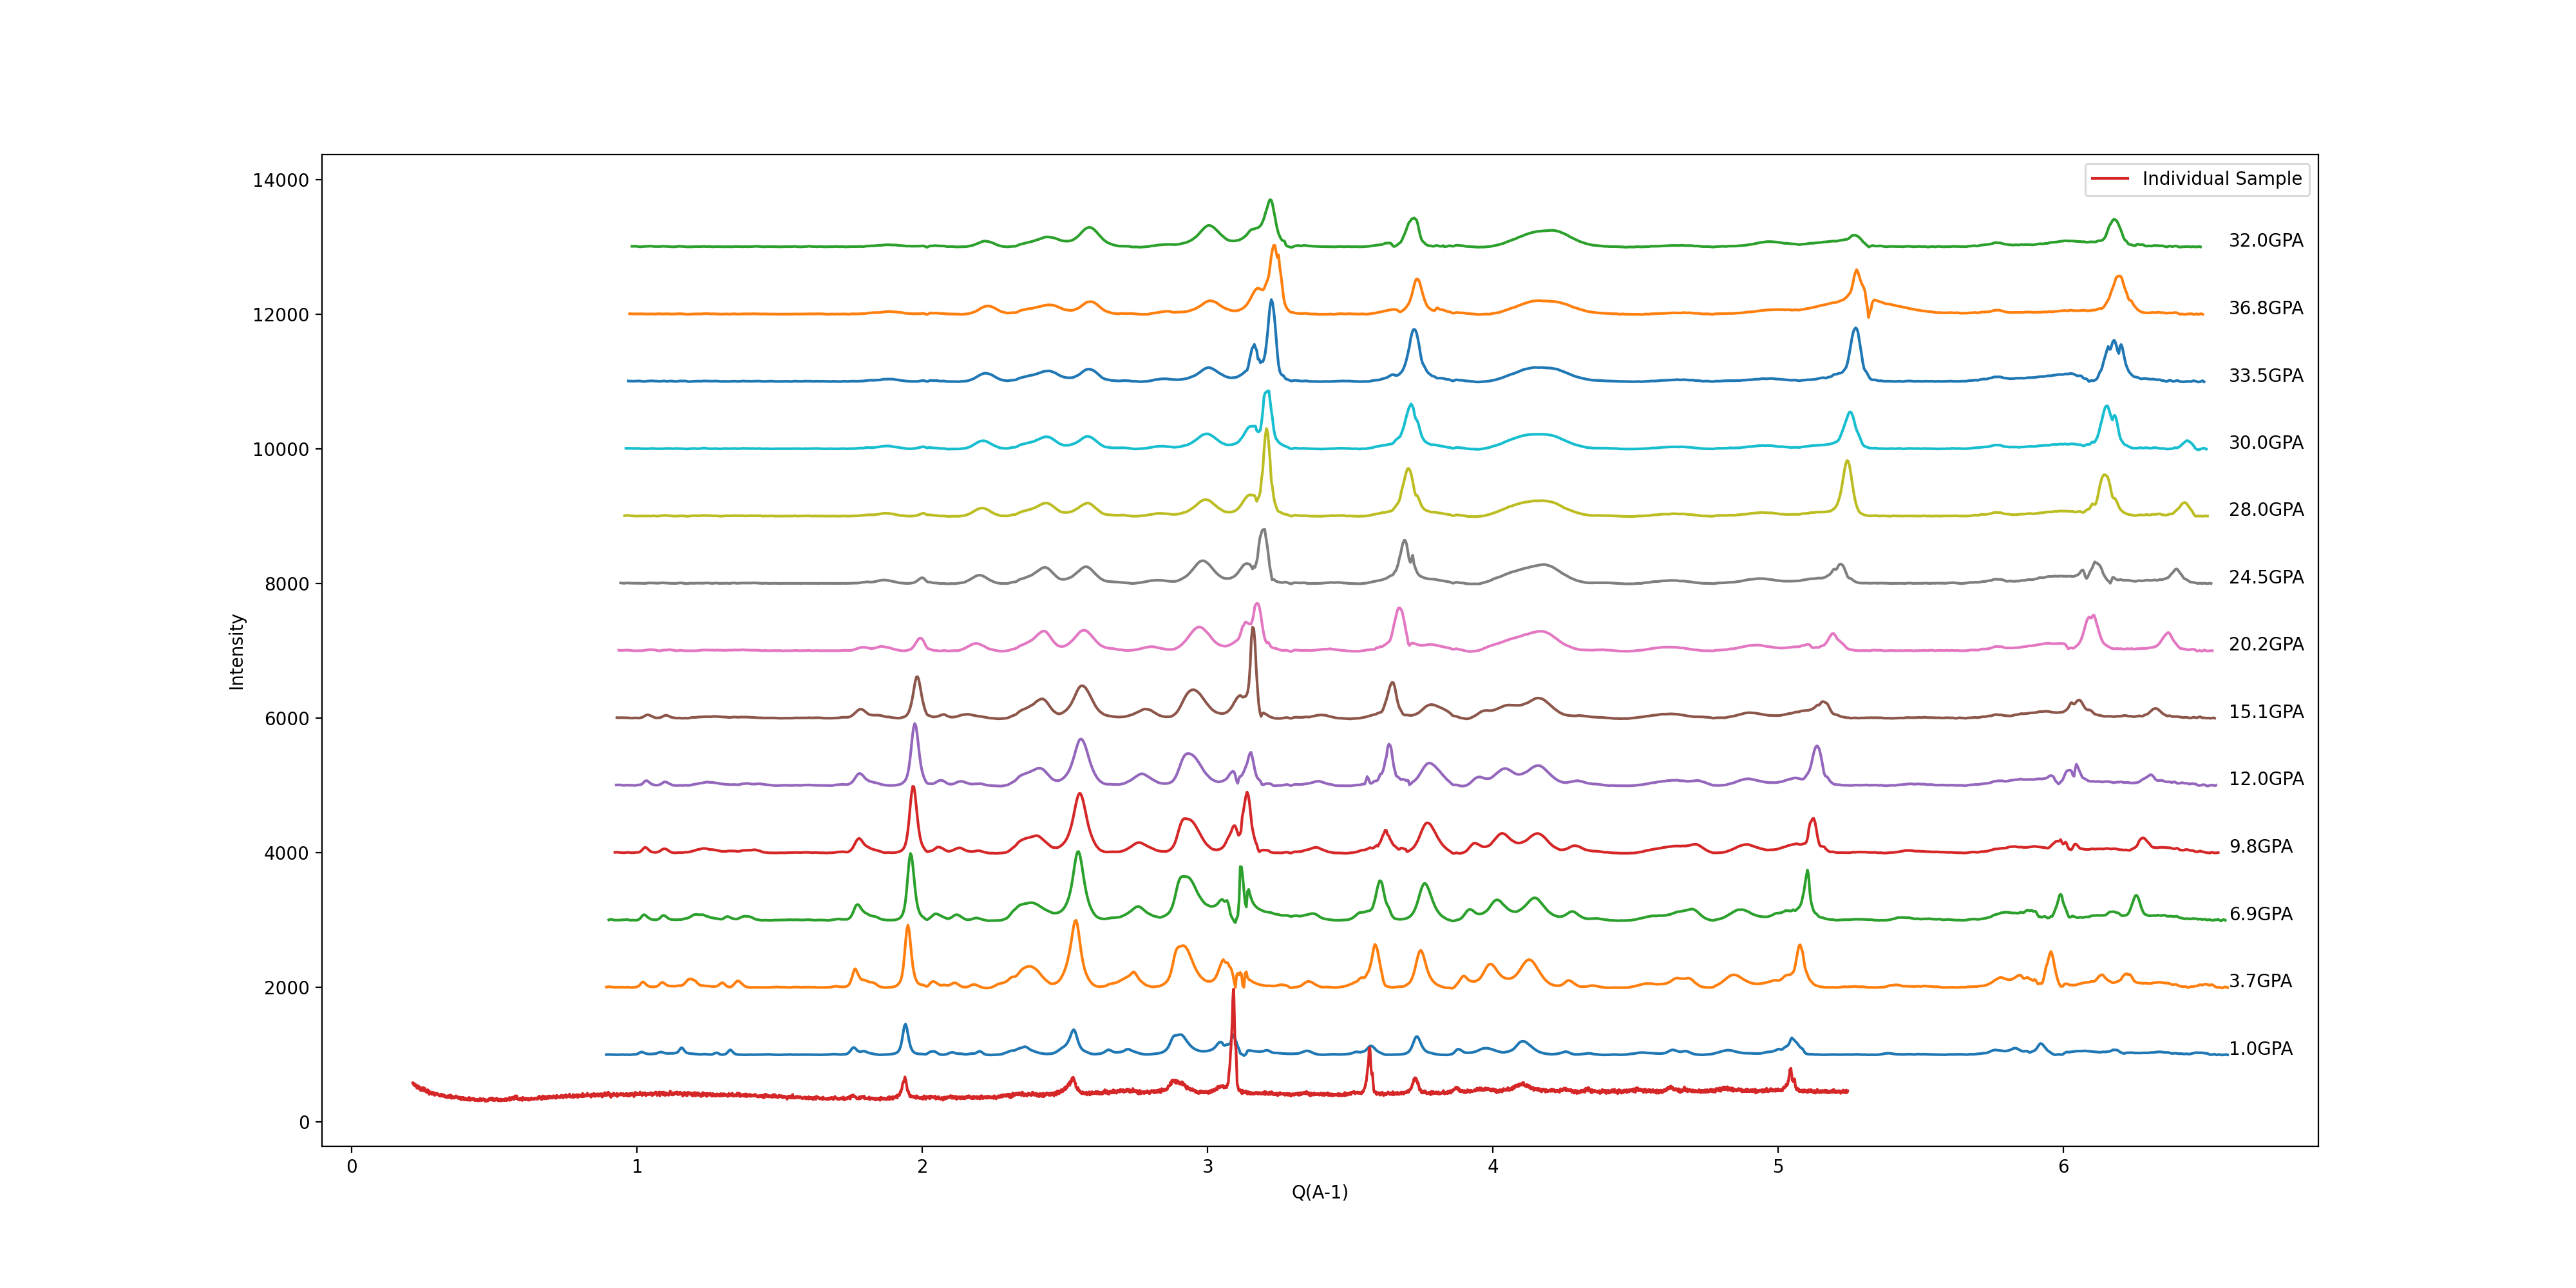 14000
12000
10000
8000
6000
4000
2000
0
Intensity
Individual Sample
32.0GPA
36.8GPA
33.5GPA
30.0GPA
28.0GPA
24.5GPA
20.2GPA
15.1GPA
12.0GPA
9.8GPA
6.9GPA
3.7GPA
1.0GPA
0 1 2 3 4 5 6
Q(A-1)